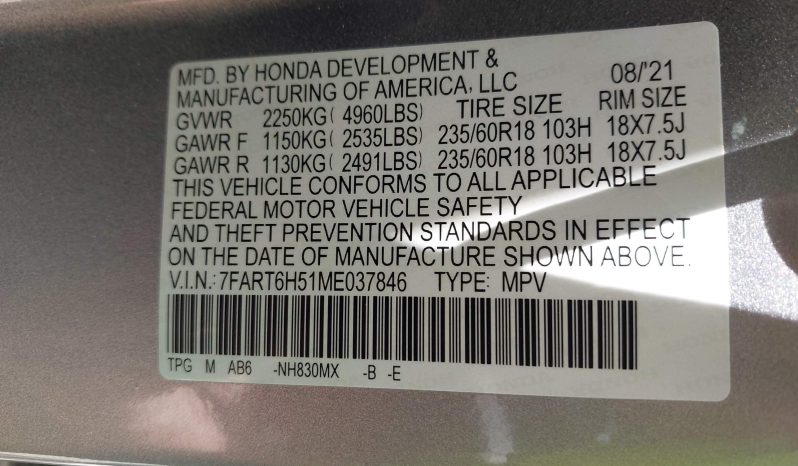 MFD. BY HONDA DEVELOPMENT &
MANUFACTURING OF AMERICA, LLC 08/'21
GVWR 2250KG( 4960LBS) TIRE SIZE RIM SIZE
GAWR F 1150KG( 2535LBS) 235/60R18 103H 18X7.5J
GAWR R 1130KG( 2491LBS) 235/60R18 103H 18X7.5J
THIS VEHICLE CONFORMS TO ALL APPLICABLE
FEDERAL MOTOR VEHICLE SAFETY
AND THEFT PREVENTION STANDARDS IN EFFECT
ON THE DATE OF MANUFACTURE SHOWN ABOVE.
V.I.N.: 7FART6H51ME037846 TYPE: MPV
TPG M AB6 -NH830MX -B -E